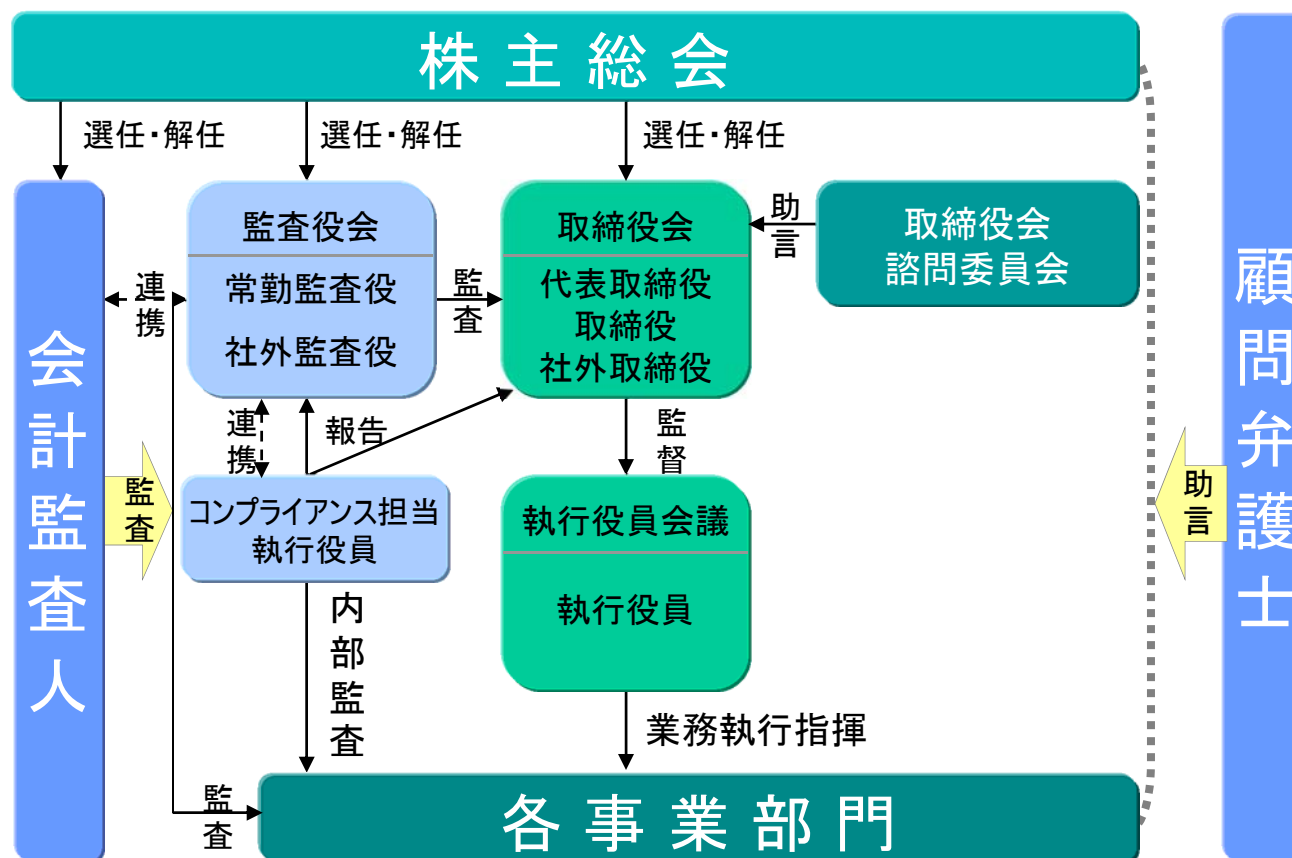 株主総会
選任・解任
選任・解任
選任・解任
監査役会
常勤監査役
社外監査役
取締役会
代表取締役
取締役
社外取締役
取締役会
諮問委員会
助言
連携
監査
会計監査人
顧問弁護士
連携
報告
監督
監査
コンプライアンス担当
執行役員
執行役員会議
執行役員
助言
内部監査
業務執行指揮
監査
各事業部門